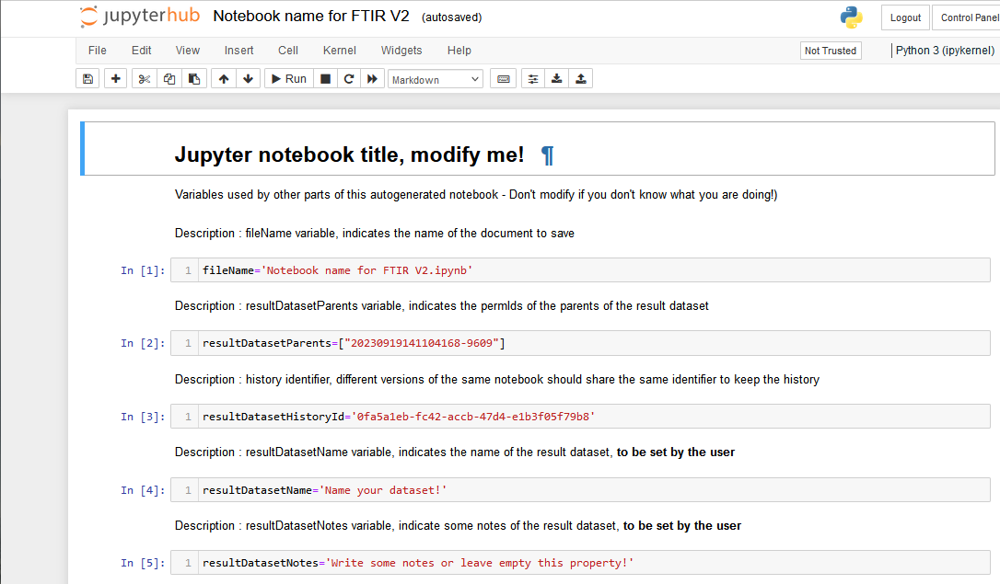 jupyterhub Notebook name for FTIR V2 (autosaved) Logout Control Panel
File Edit View Insert Cell Kernel Widgets Help Not Trusted Python 3 (ipykernel)
Run Markdown
Jupyter notebook title, modify me! ¶
Variables used by other parts of this autogenerated notebook - Don't modify if you don't know what you are doing!)
Description : fileName variable, indicates the name of the document to save
In [1]: 1 fileName='Notebook name for FTIR V2.ipynb'
Description : resultDatasetParents variable, indicates the permIds of the parents of the result dataset
In [2]: 1 resultDatasetParents=["20230919141104168-9609"]
Description : history identifier, different versions of the same notebook should share the same identifier to keep the history
In [3]: 1 resultDatasetHistoryId='0fa5a1eb-fc42-accb-47d4-e1b3f05f79b8'
Description : resultDatasetName variable, indicates the name of the result dataset, to be set by the user
In [4]: 1 resultDatasetName='Name your dataset!'
Description : resultDatasetNotes variable, indicate some notes of the result dataset, to be set by the user
In [5]: 1 resultDatasetNotes='Write some notes or leave empty this property!'